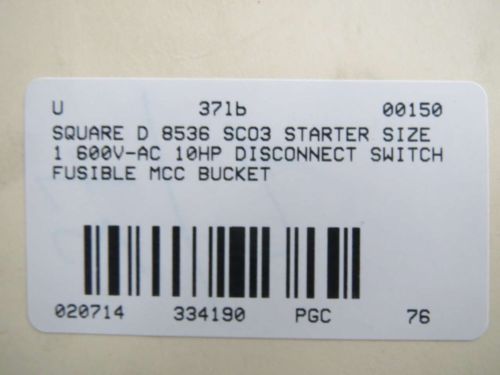 U 37lb 00150
SQUARE D 8536 SCO3 STARTER SIZE
1 600V-AC 10HP DISCONNECT SWITCH
FUSIBLE MCC BUCKET
020714 334190 PGC 76